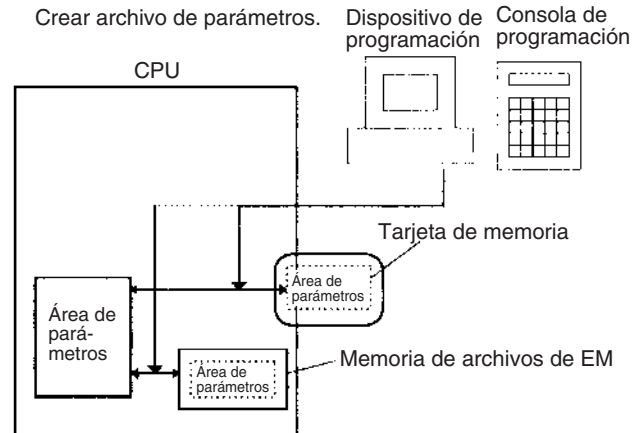 Crear archivo de parámetros.
Dispositivo de
programación
Consola de
programación
CPU
Tarjeta de memoria
Área de
parámetros
Área de
pará-
metros
Memoria de archivos de EM
Área de
parámetros